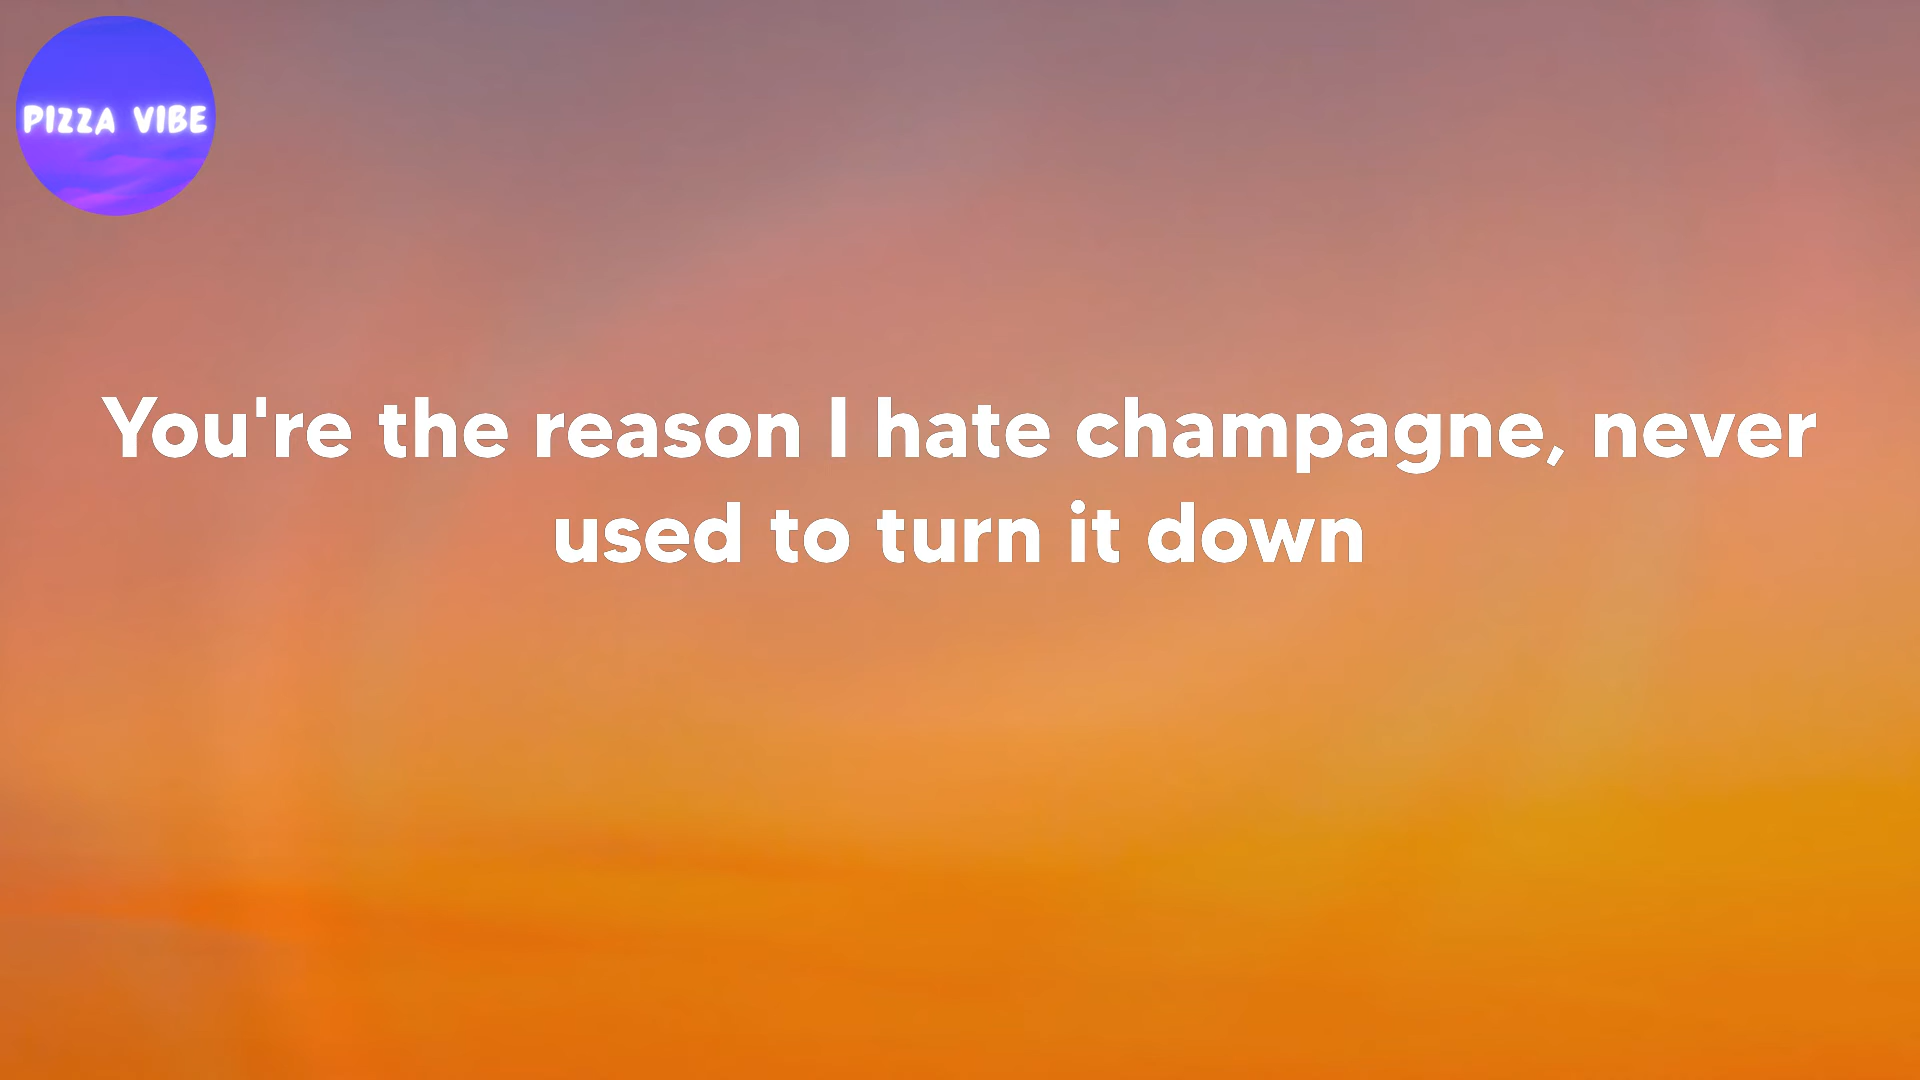 PIZZA VIBE
You're the reason I hate champagne, never
used to turn it down